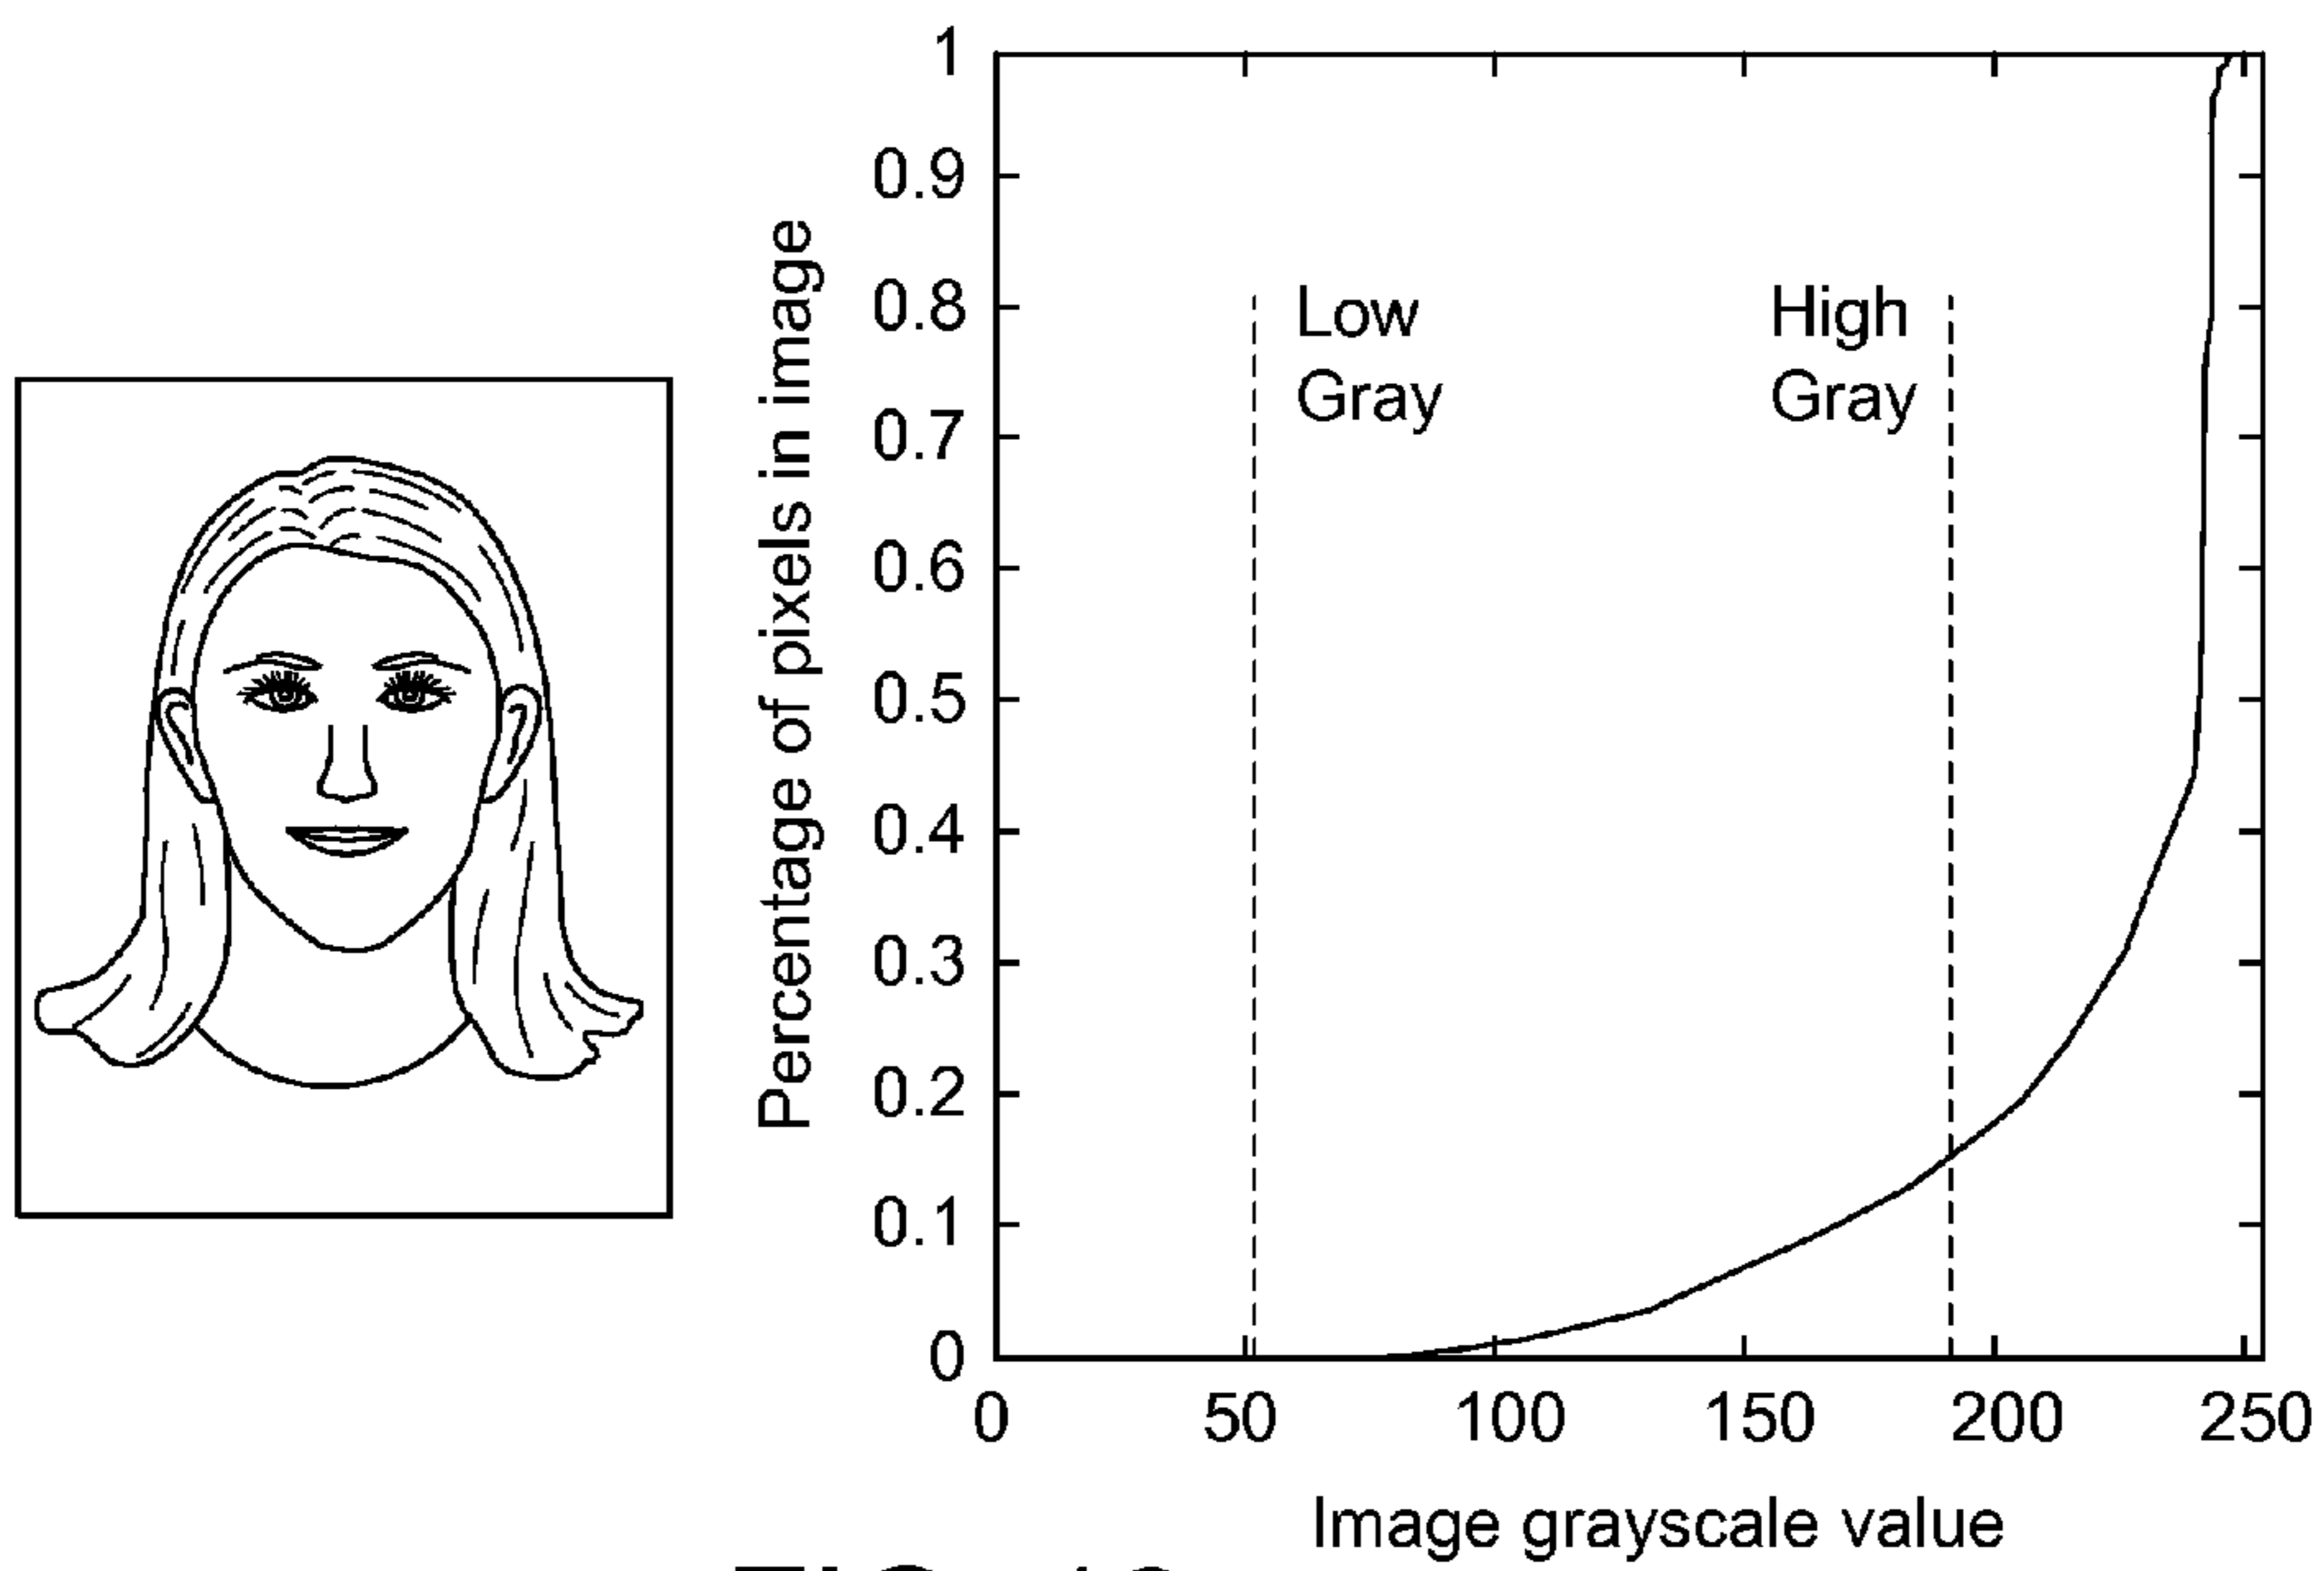 Percentage of pixels in image
1
0.9
0.8
0.7
0.6
0.5
0.4
0.3
0.2
0.1
0
Low
Gray
High
Gray
0 50 100 150 200 250
Image grayscale value